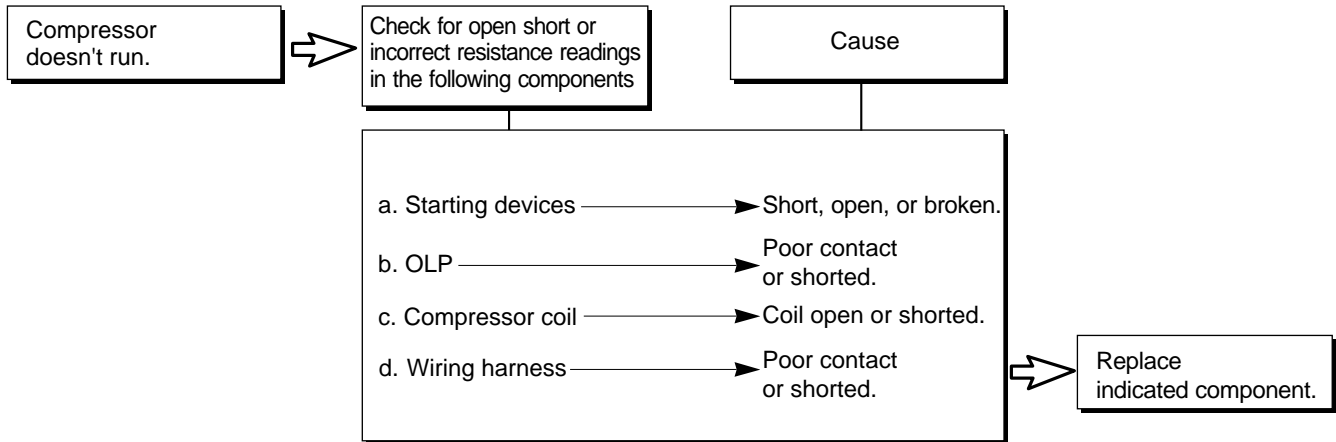 Compressor
doesn't run.
Check for open short or
incorrect resistance readings
in the following components
Cause
a. Starting devices
Short, open, or broken.
b. OLP
Poor contact
or shorted.
c. Compressor coil
Coil open or shorted.
d. Wiring harness
Poor contact
or shorted.
Replace
indicated component.